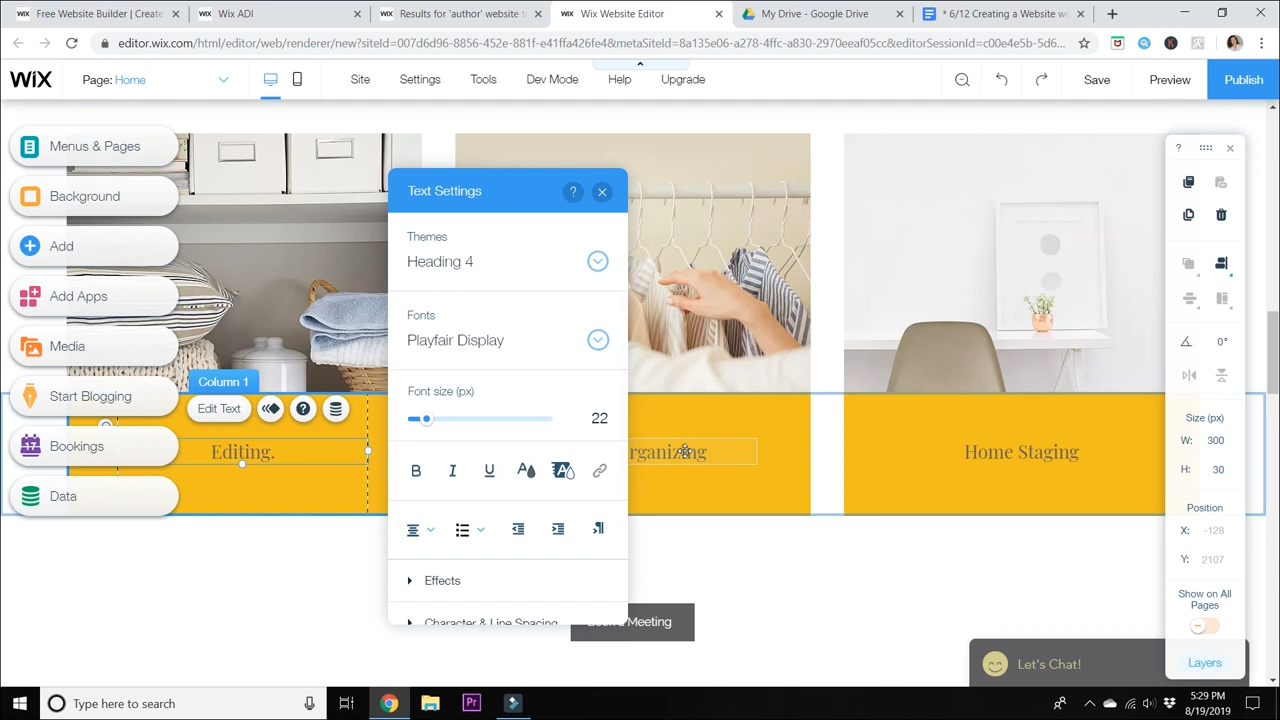 Free Website Builder | Create
Wix ADI
Results for 'author' website t
Wix Website Editor
My Drive - Google Drive
* 6/12 Creating a Website wi
editor.wix.com/html/editor/web/renderer/new?siteId=007d6d96-8856-452e-881f-e41ffa426fe4&metaSiteId=8a135e06-a278-4ffc-a830-2970eeaf05cc&editorSessionId=c00e4e5b-5d6...
WiX
Page: Home
Site
Settings
Tools
Dev Mode
Help
Upgrade
Save
Preview
Publish
Menus & Pages
Background
Add
Add Apps
Media
Start Blogging
17
Bookings
Data
Text Settings
?
Themes
Heading 4
Fonts
Playfair Display
Font size (px)
22
B I U
Effects
Character & Line Spacing
Column 1
Edit Text
Editing.
rganizing
Home Staging
Meeting
Let's Chat!
?
0°
Size (px)
W: 300
H: 30
Position
X: -128
Y: 2107
Show on All
Pages
Layers
Type here to search
Pr
5:29 PM
8/19/2019